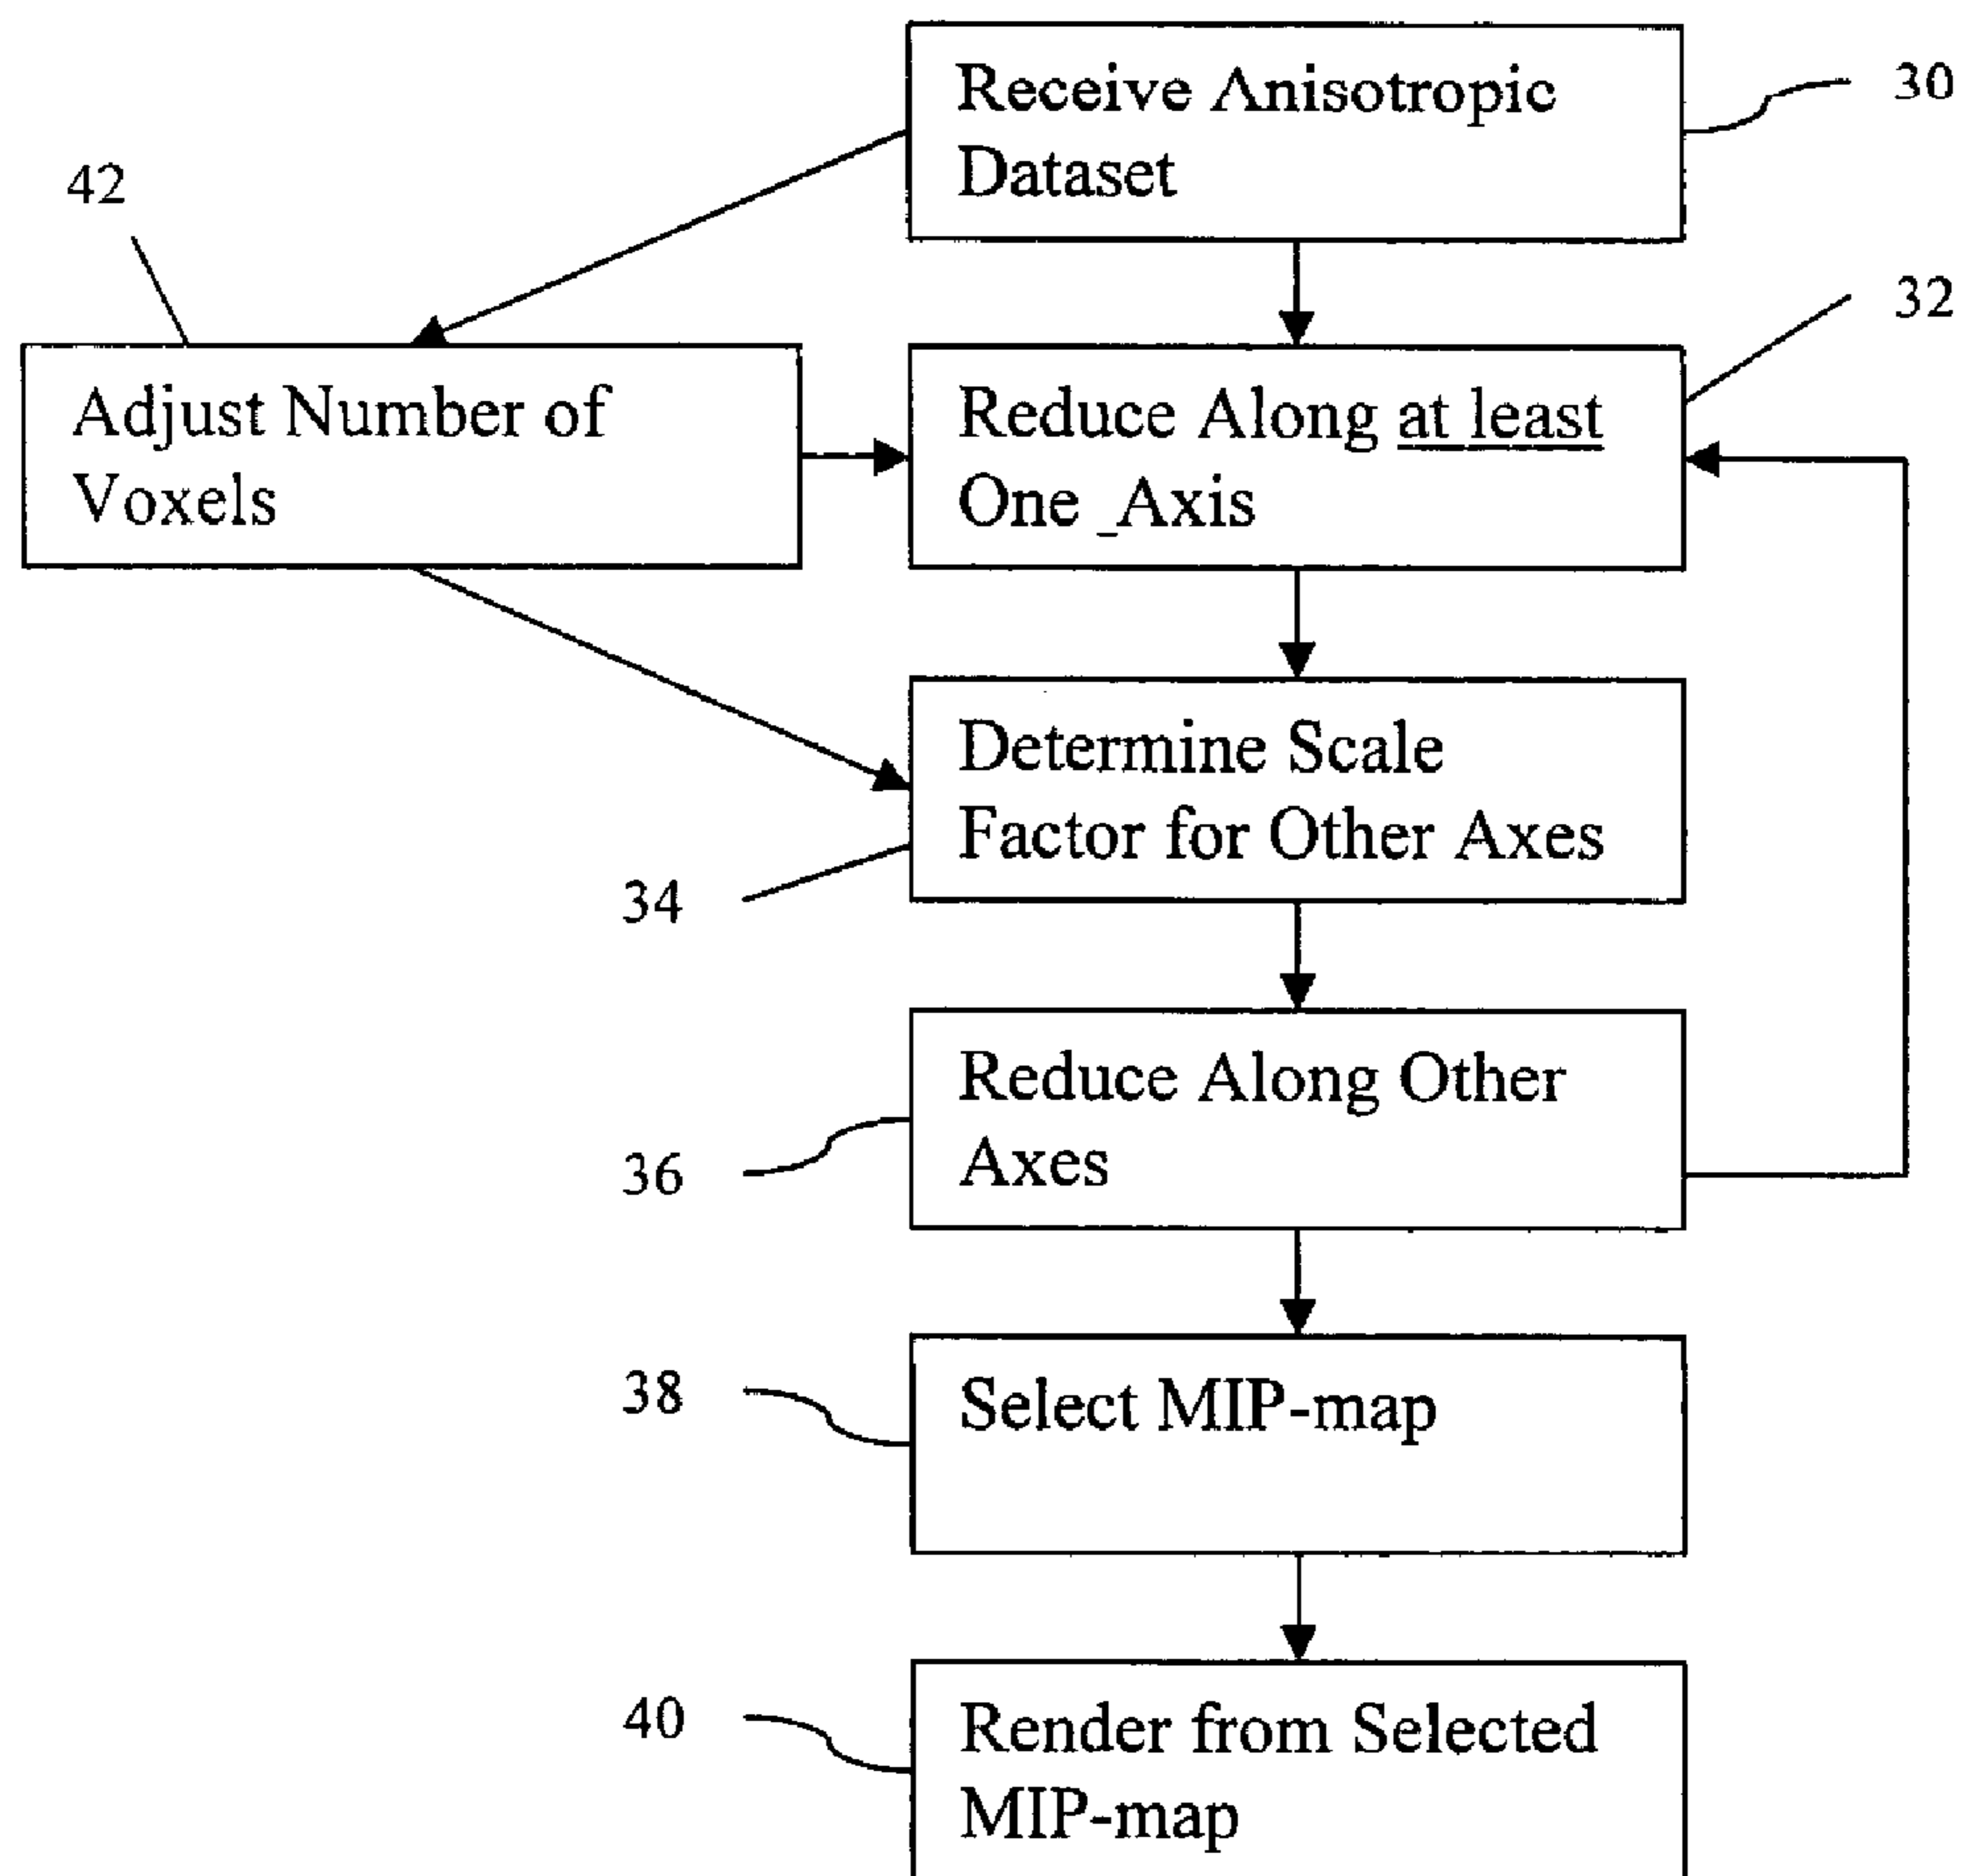 Receive Anisotropic
Dataset
30
42
32
Adjust Number of
Voxels
Reduce Along at least
One _Axis
Determine Scale
Factor for Other Axes
34
Reduce Along Other
Axes
36
38
Select MIP-map
40
Render from Selected
MIP-map